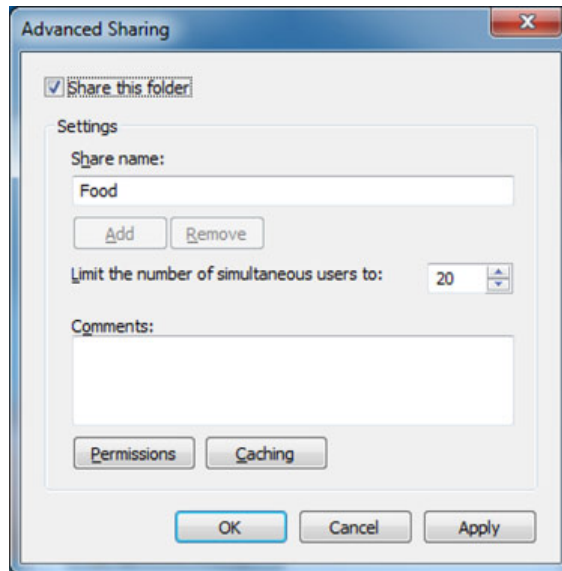 Advanced Sharing
Share this folder
Settings
Share name:
Food
Add Remove
Limit the number of simultaneous users to: 20
Comments:
Permissions Caching
OK Cancel Apply